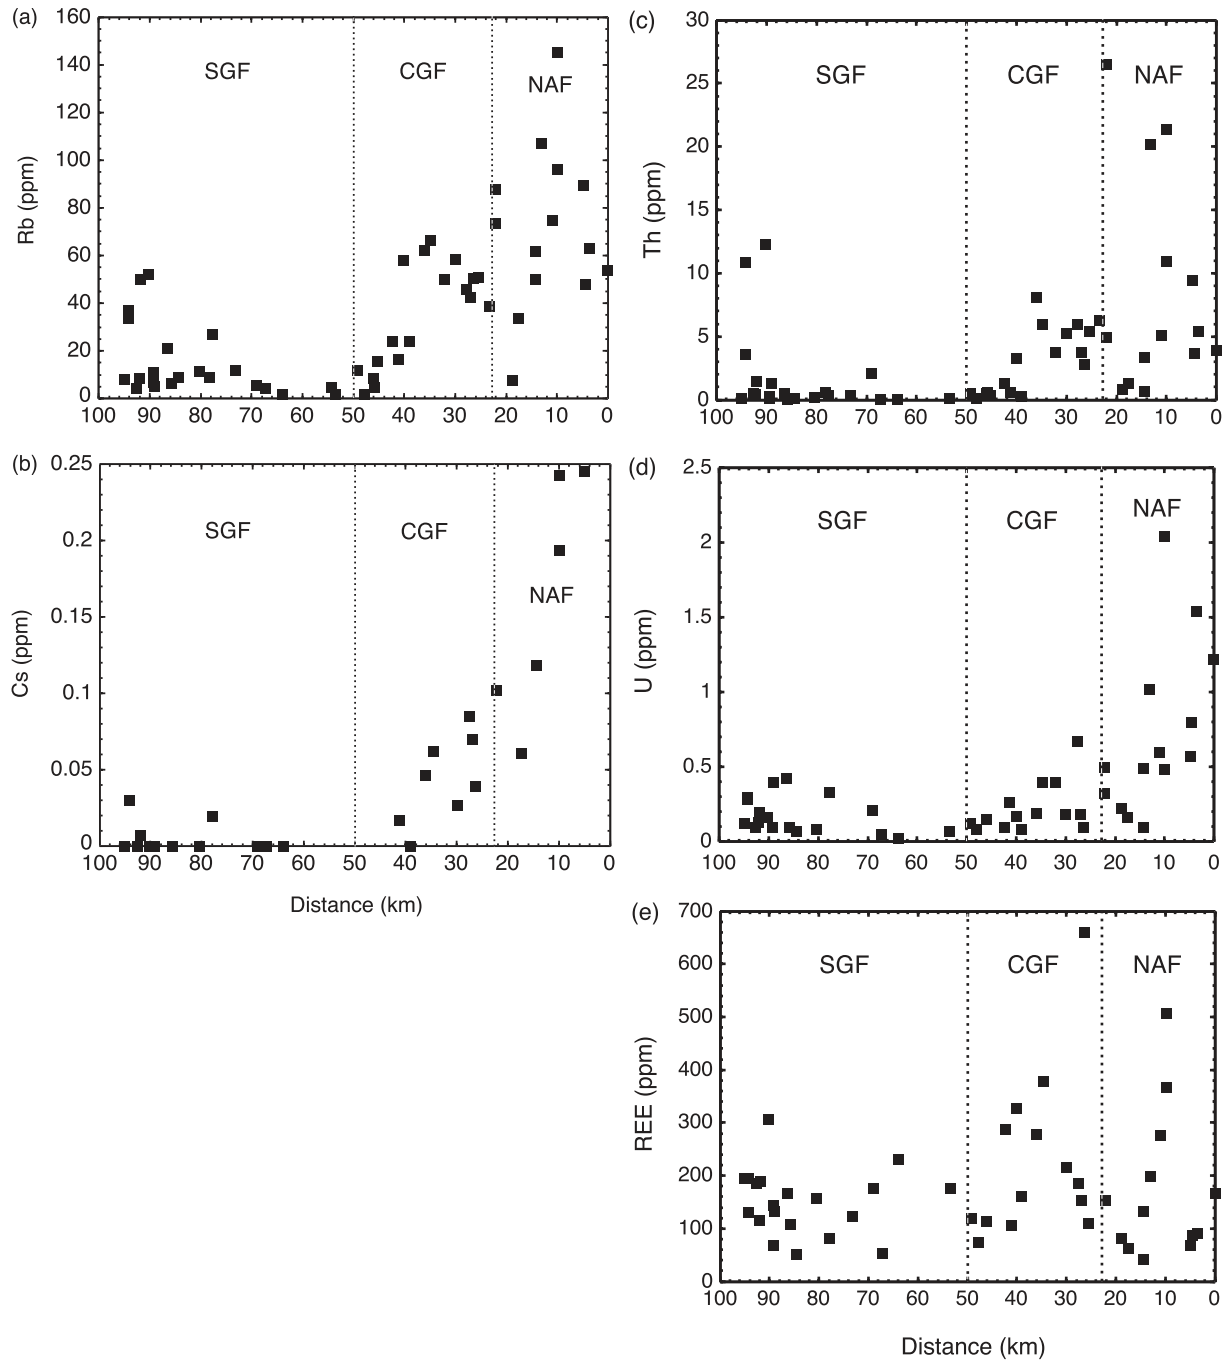 (a)
160
140
120
100
80
60
40
20
0
Rb (ppm)
SGF
CGF
NAF
100 90 80 70 60 50 40 30 20 10 0
(b)
0.25
0.2
0.15
0.1
0.05
0
Cs (ppm)
SGF
CGF
NAF
100 90 80 70 60 50 40 30 20 10 0
Distance (km)
(c)
30
25
20
15
10
5
0
Th (ppm)
SGF
CGF
NAF
100 90 80 70 60 50 40 30 20 10 0
(d)
2.5
2
1.5
1
0.5
0
U (ppm)
SGF
CGF
NAF
100 90 80 70 60 50 40 30 20 10 0
(e)
700
600
500
400
300
200
100
0
REE (ppm)
SGF
CGF
NAF
100 90 80 70 60 50 40 30 20 10 0
Distance (km)